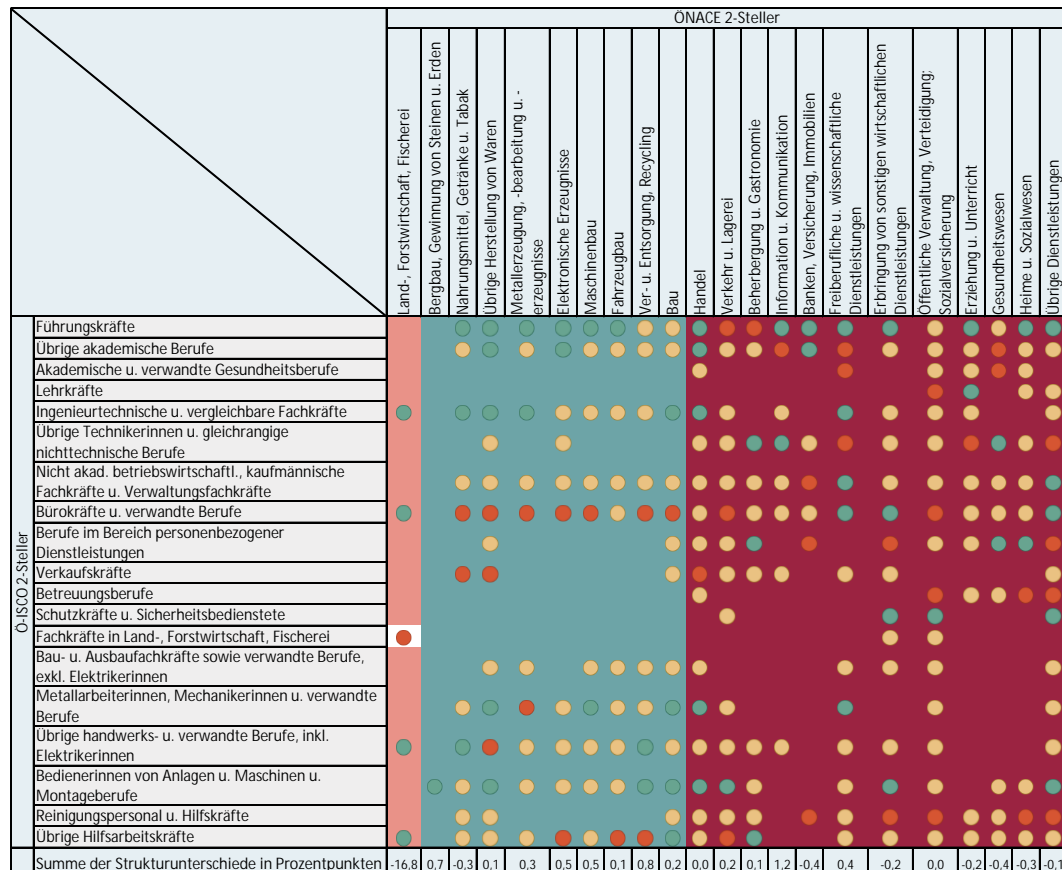 ÖNACE 2-Steller
Land-, Forstwirtschaft, Fischerei
Bergbau, Gewinnung von Steinen u. Erden
Nahrungsmittel, Getränke u. Tabak
Übrige Herstellung von Waren
Metallerzeugung, -bearbeitung u. -
erzeugnisse
Elektronische Erzeugnisse
Maschinenbau
Fahrzeugbau
Ver- u. Entsorgung, Recycling
Bau
Handel
Verkehr u. Lagerei
Beherbergung u. Gastronomie
Information u. Kommunikation
Banken, Versicherung, Immobilien
Freiberufliche u. wissenschaftliche
Dienstleistungen
Erbringung von sonstigen wirtschaftlichen
Dienstleistungen
Öffentliche Verwaltung, Verteidigung;
Sozialversicherung
Erziehung u. Unterricht
Gesundheitswesen
Heime u. Sozialwesen
Übrige Dienstleistungen
Ö-ISCO 2-Steller
Führungskräfte
Übrige akademische Berufe
Akademische u. verwandte Gesundheitsberufe
Lehrkräfte
Ingenieurtechnische u. vergleichbare Fachkräfte
Übrige Technikerinnen u. gleichrangige
nichttechnische Berufe
Nicht akad. betriebswirtschaftl., kaufmännische
Fachkräfte u. Verwaltungsfachkräfte
Bürokräfte u. verwandte Berufe
Berufe im Bereich personenbezogener
Dienstleistungen
Verkaufskräfte
Betreuungsberufe
Schutzkräfte u. Sicherheitsbedienstete
Fachkräfte in Land-, Forstwirtschaft, Fischerei
Bau- u. Ausbaufachkräfte sowie verwandte Berufe,
exkl. Elektrikerinnen
Metallarbeiterinnen, Mechanikerinnen u. verwandte
Berufe
Übrige handwerks- u. verwandte Berufe, inkl.
Elektrikerinnen
Bedienerinnen von Anlagen u. Maschinen u.
Montageberufe
Reinigungspersonal u. Hilfskräfte
Übrige Hilfsarbeitskräfte
Summe der Strukturunterschiede in Prozentpunkten -16,8 0,7 -0,3 0,1 0,3 0,5 0,5 0,1 0,8 0,2 0,0 0,2 0,1 1,2 -0,4 0,4 -0,2 0,0 -0,2 -0,4 -0,3 -0,1